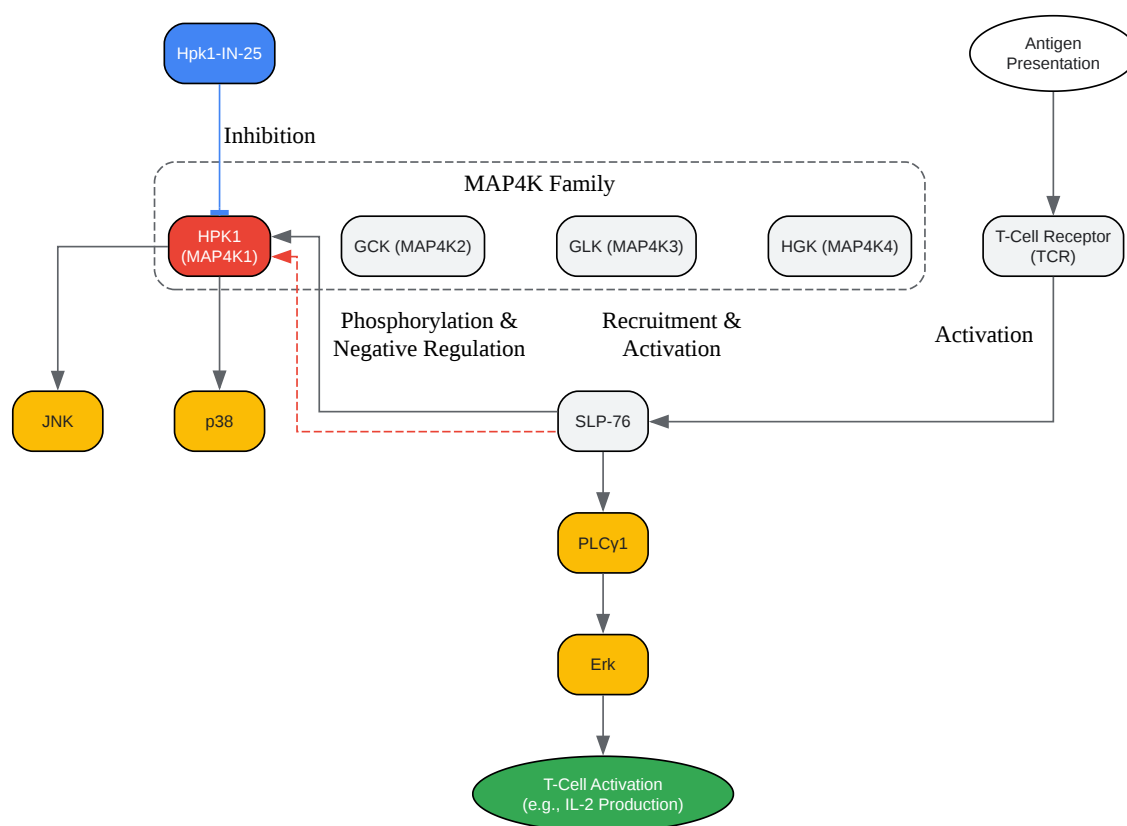 Hpk1-IN-25
Antigen
Presentation
Inhibition
MAP4K Family
HPK1
(MAP4K1)
GCK (MAP4K2)
GLK (MAP4K3)
HGK (MAP4K4)
T-Cell Receptor
(TCR)
Phosphorylation &
Negative Regulation
Recruitment &
Activation
Activation
JNK
p38
SLP-76
PLCγ1
Erk
T-Cell Activation
(e.g., IL-2 Production)